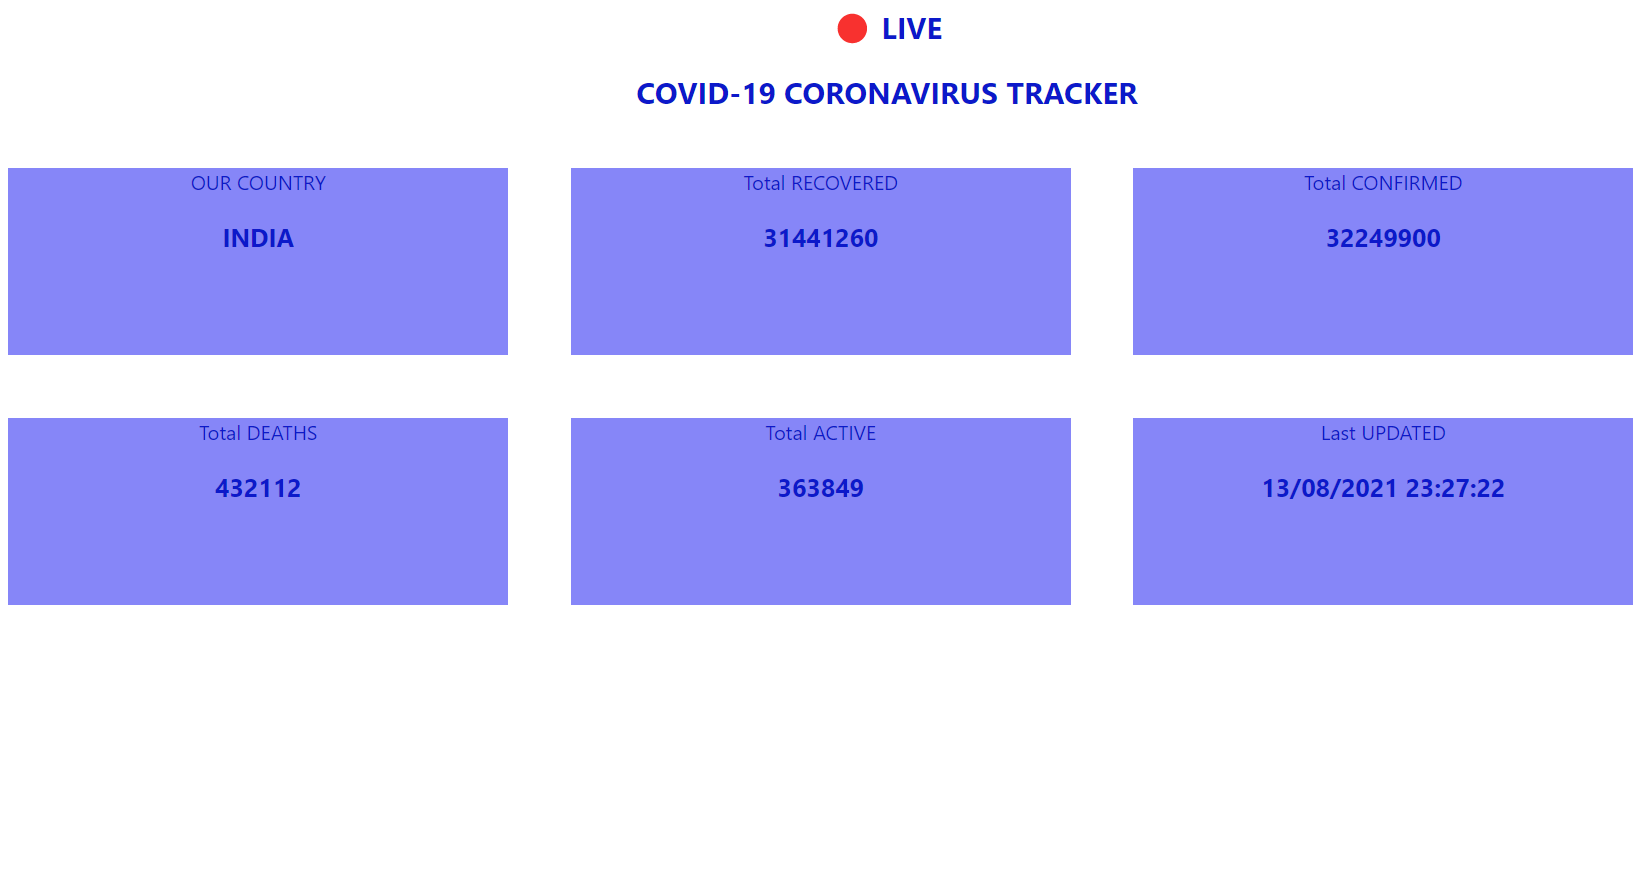 LIVE
COVID-19 CORONAVIRUS TRACKER
OUR COUNTRY
INDIA
Total RECOVERED
31441260
Total CONFIRMED
32249900
Total DEATHS
432112
Total ACTIVE
363849
Last UPDATED
13/08/2021 23:27:22